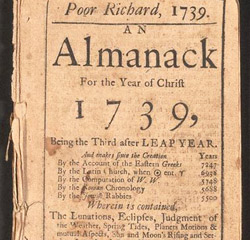 Poor Richard, 1739.
AN
Almanack
For the Year of Christ
1739,
Being the Third after LEAP YEAR.
And makes since the Creation Years
By the Account of the Eastern Greeks 7247
By the Latin Church, when ent. 6938
By the Computation of W. W 5748
By the Roman Chronology 5688
By the Jewish Rabbies 5500
Wherein is contained,
The Lunations, Eclipses, Judgment of
the Weather, Spring Tides, Planets Motions &
mutual Aspects, Sun and Moon's Rising and Set-